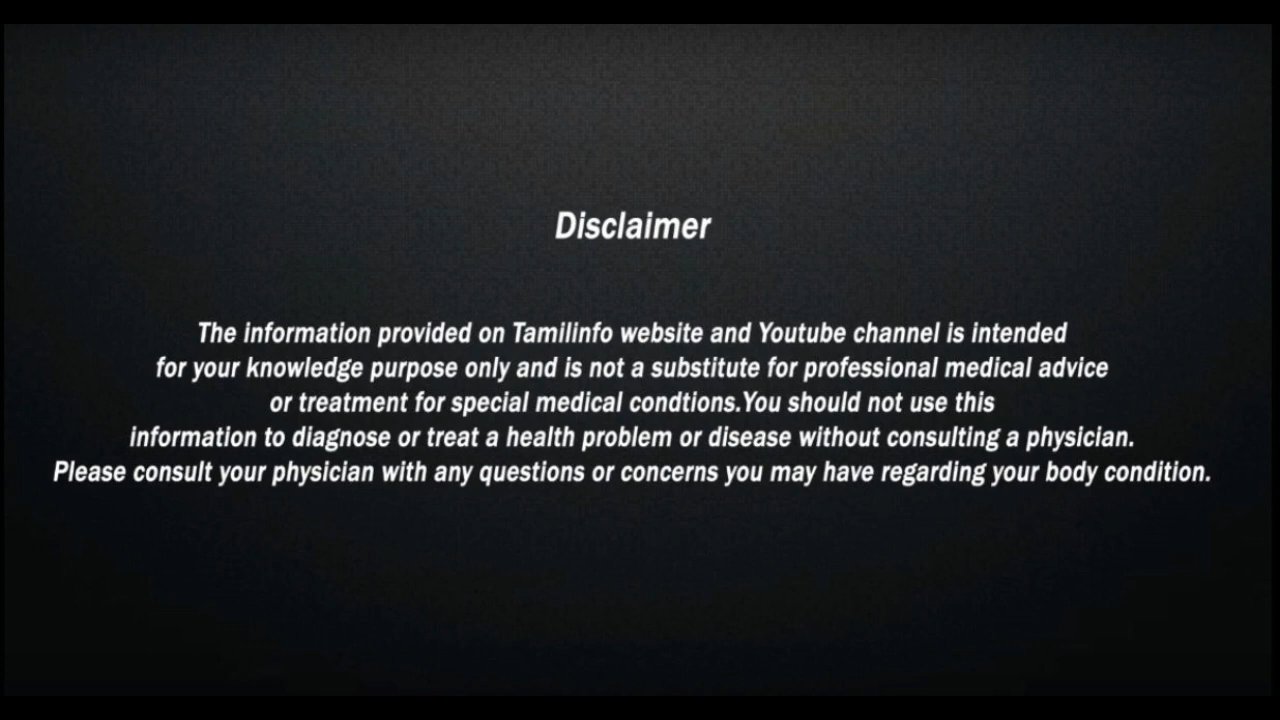 Disclaimer
The information provided on Tamilinfo website and Youtube channel is intended
for your knowledge purpose only and is not a substitute for professional medical advice
or treatment for special medical condtions.You should not use this
information to diagnose or treat a health problem or disease without consulting a physician.
Please consult your physician with any questions or concerns you may have regarding your body condition.